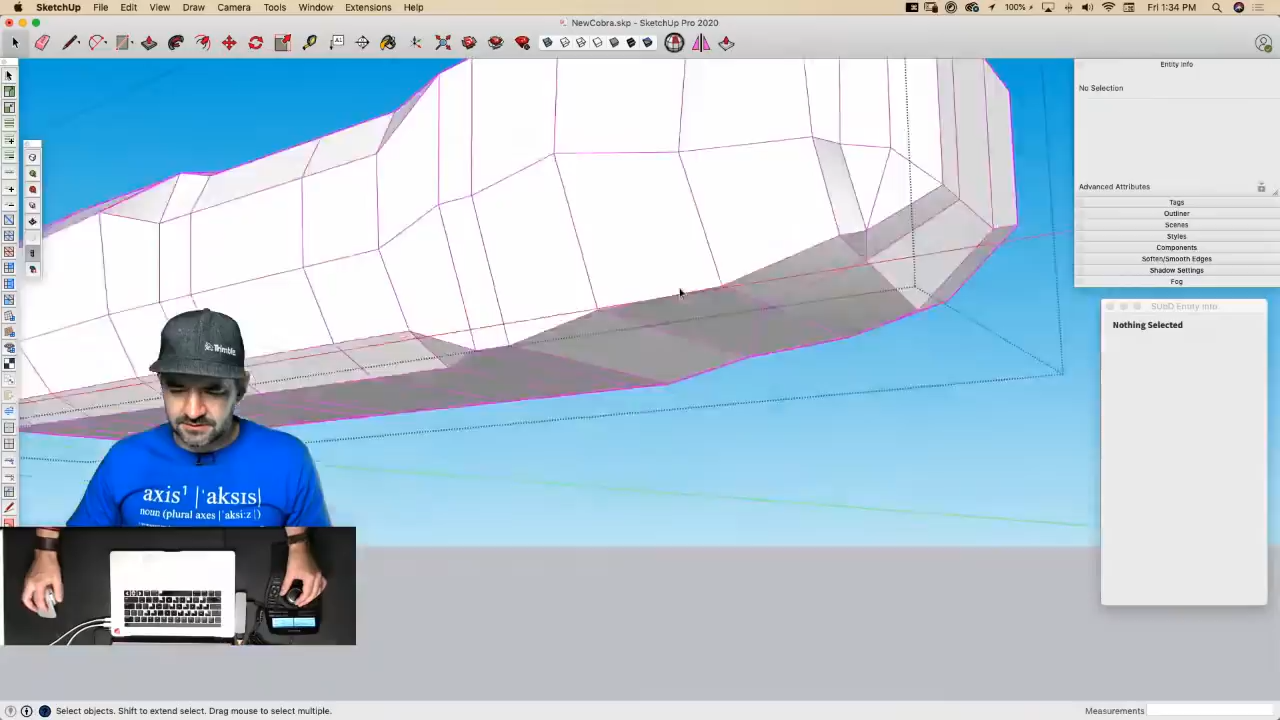 SketchUp File Edit View Draw Camera Tools Window Extensions Help
100% Fri 1:34 PM
NewCobra.skp - SketchUp Pro 2020
Entity Info
No Selection
Advanced Attributes
Tags
Outliner
Scenes
Styles
Components
Soften/Smooth Edges
Shadow Settings
Fog
SUbD Entity Info
Nothing Selected
Trimble
axis¹ |ˈaksɪs|
noun (plural axes |ˈaksiːz|)
Select objects. Shift to extend select. Drag mouse to select multiple.
Measurements